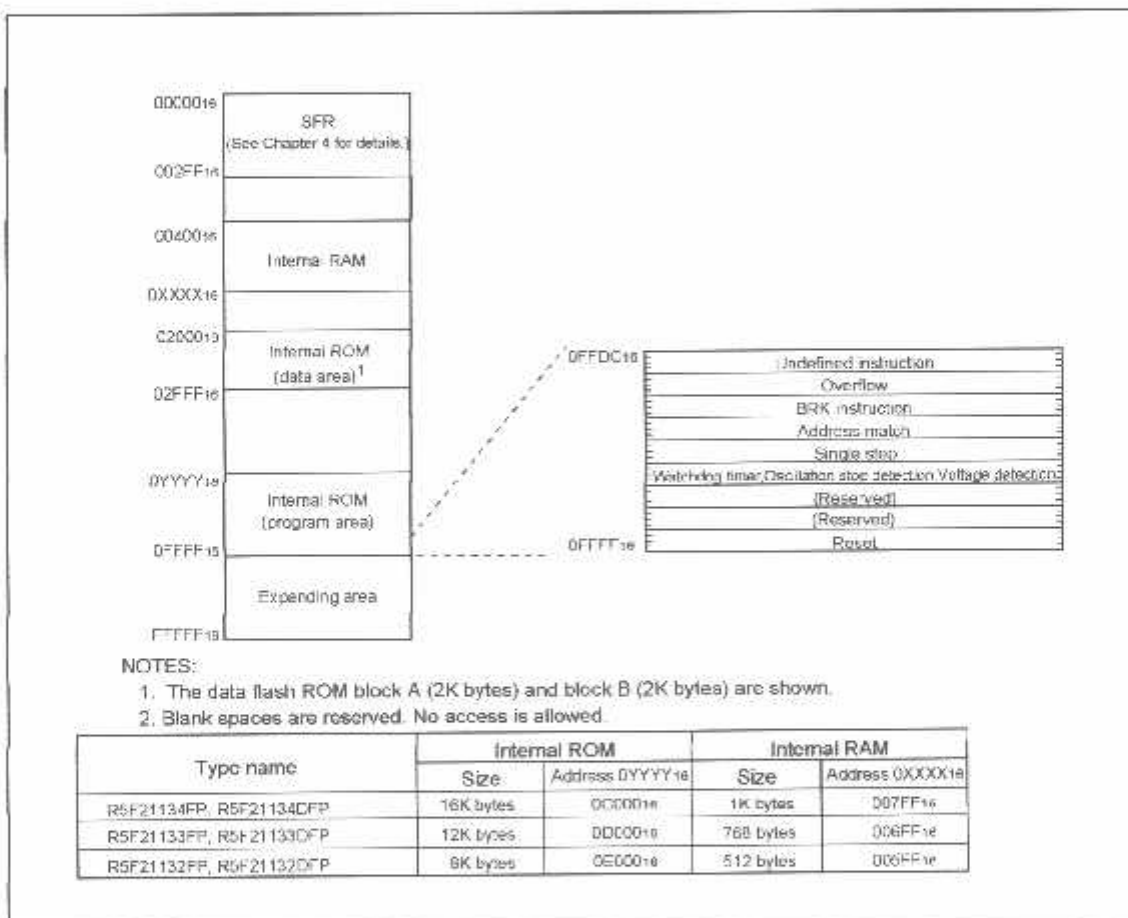 0000016
SFR
(See Chapter 4 for details.)
002FF16
0040016
Internal RAM
0XXXX16
0200016
Internal ROM
(data area)1
02FFF16
0YYYY16
Internal ROM
(program area)
0FFFF16
Expanding area
FFFFF16
0FFDC16
Undefined instruction
Overflow
BRK instruction
Address match
Single step
Watchdog timer,Oscillation stop detection,Voltage detection
(Reserved)
(Reserved)
Reset
0FFFF16
NOTES:
1. The data flash ROM block A (2K bytes) and block B (2K bytes) are shown.
2. Blank spaces are reserved. No access is allowed.
Type name Internal ROM Internal RAM
Size Address 0YYYY16 Size Address 0XXXX16
R5F21134FP, R5F21134DFP 16K bytes 0C00016 1K bytes 007FF16
R5F21133FP, R5F21133DFP 12K bytes 0D00016 768 bytes 006FF16
R5F21132FP, R5F21132DFP 8K bytes 0E00016 512 bytes 005FF16